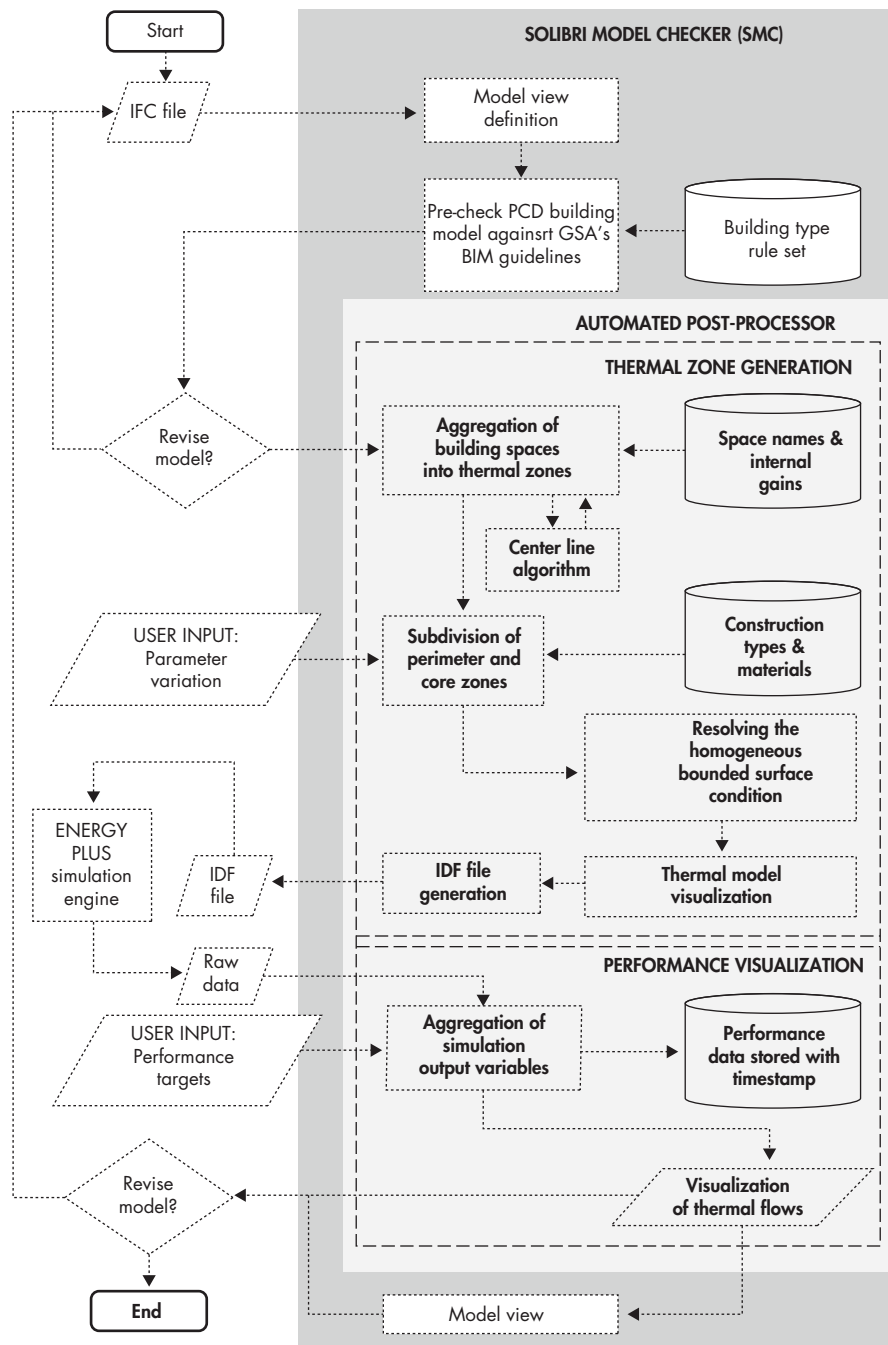 Start
SOLIBRI MODEL CHECKER (SMC)
IFC file
Model view
definition
Pre-check PCD building
model againsrt GSA's
BIM guidelines
Building type
rule set
AUTOMATED POST-PROCESSOR
THERMAL ZONE GENERATION
Revise
model?
Aggregation of
building spaces
into thermal zones
Space names &
internal
gains
Center line
algorithm
USER INPUT:
Parameter
variation
Subdivision of
perimeter and
core zones
Construction
types &
materials
Resolving the
homogeneous
bounded surface
condition
ENERGY
PLUS
simulation
engine
IDF
file
IDF file
generation
Thermal model
visualization
Raw
data
PERFORMANCE VISUALIZATION
USER INPUT:
Performance
targets
Aggregation of
simulation
output variables
Performance
data stored with
timestamp
Revise
model?
Visualization
of thermal flows
End
Model view